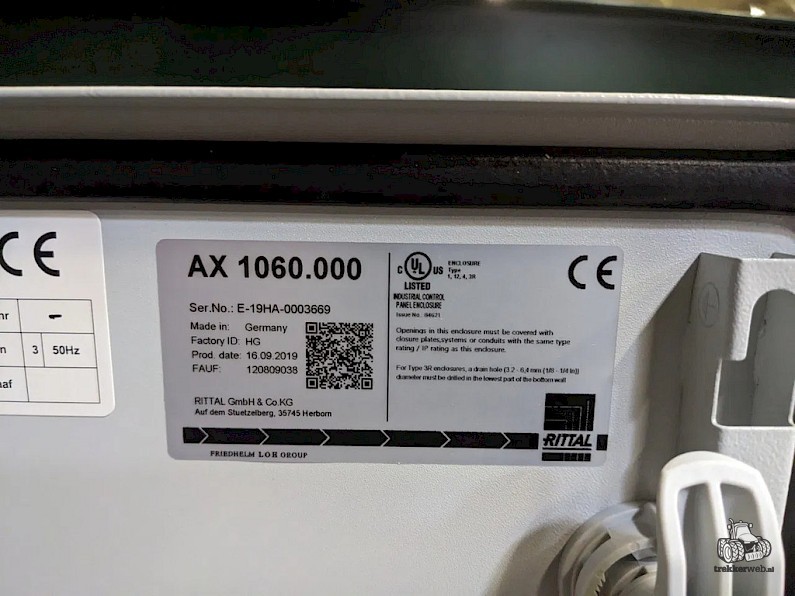 CE
AX 1060.000
Ser.No.: E-19HA-0003669
Made in: Germany
Factory ID: HG
Prod. date: 16.09.2019
FAUF: 120809038
RITTAL GmbH & Co.KG
Auf dem Stuetzelberg, 35745 Herborn
C UL US
LISTED
ENCLOSURE
Type
1, 12, 4, 3R
INDUSTRIAL CONTROL
PANEL ENCLOSURE
Issue No.: 84621
CE
Openings in this enclosure must be covered with
closure plates,systems or conduits with the same type
rating / IP rating as this enclosure.
For Type 3R enclosures, a drain hole (3.2 - 6,4 mm (1/8 - 1/4 in))
diameter must be drilled in the lowest part of the bottom wall
RITTAL
FRIEDHELM LOH GROUP
nr
3 50Hz
aaf
trekkerweb.nl